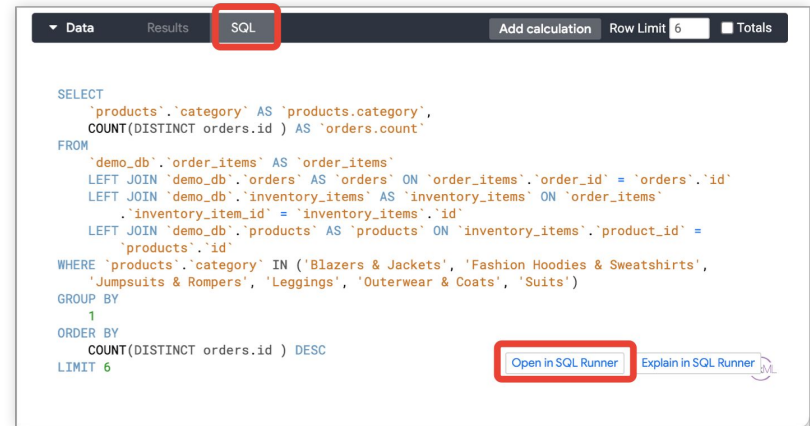 Data Results SQL Add calculation Row Limit 6 Totals
SELECT
`products`.`category` AS `products.category`,
COUNT(DISTINCT orders.id ) AS `orders.count`
FROM
`demo_db`.`order_items` AS `order_items`
LEFT JOIN `demo_db`.`orders` AS `orders` ON `order_items`.`order_id` = `orders`.`id`
LEFT JOIN `demo_db`.`inventory_items` AS `inventory_items` ON `order_items`
.`inventory_item_id` = `inventory_items`.`id`
LEFT JOIN `demo_db`.`products` AS `products` ON `inventory_items`.`product_id` =
`products`.`id`
WHERE `products`.`category` IN ('Blazers & Jackets', 'Fashion Hoodies & Sweatshirts',
'Jumpsuits & Rompers', 'Leggings', 'Outerwear & Coats', 'Suits')
GROUP BY
1
ORDER BY
COUNT(DISTINCT orders.id ) DESC
LIMIT 6
Open in SQL Runner Explain in SQL Runner